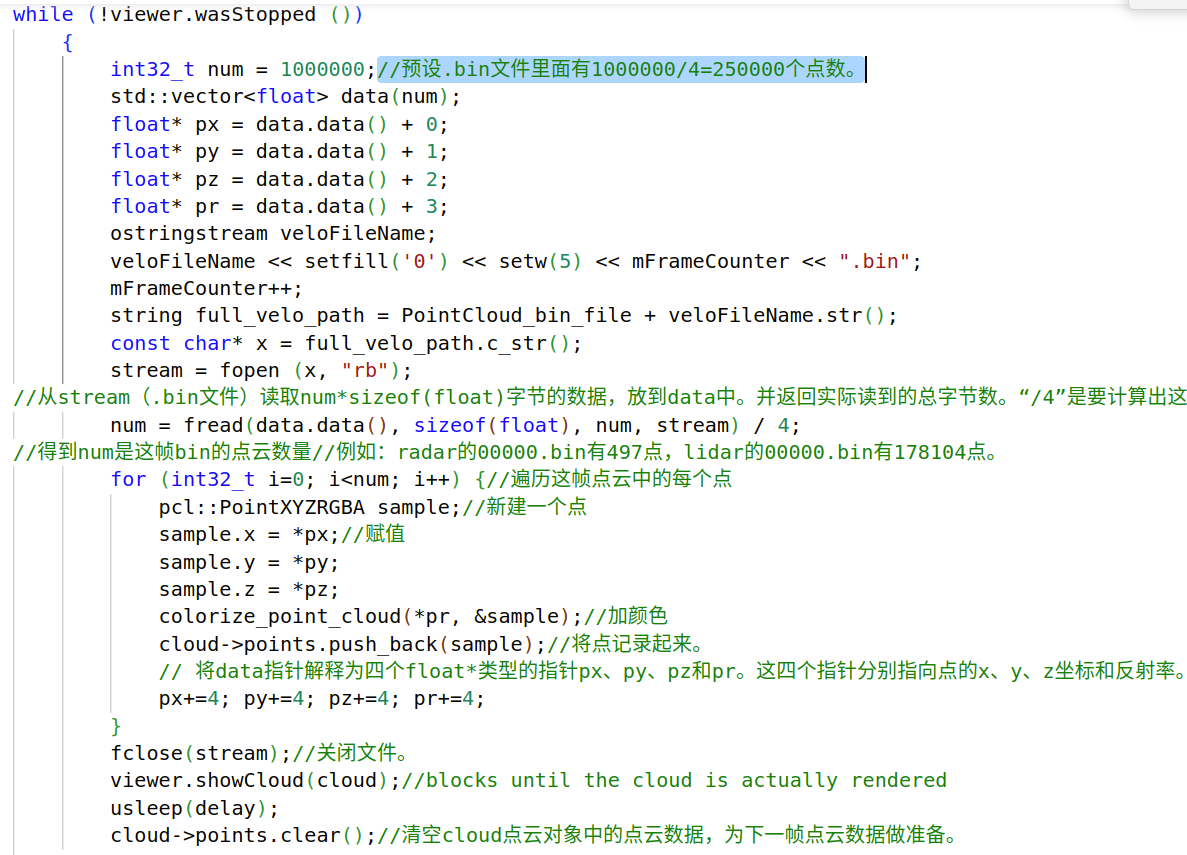 while (!viewer.wasStopped ())
{
int32_t num = 1000000;//预设.bin文件里面有1000000/4=250000个点数。
std::vector<float> data(num);
float* px = data.data() + 0;
float* py = data.data() + 1;
float* pz = data.data() + 2;
float* pr = data.data() + 3;
ostringstream veloFileName;
veloFileName << setfill('0') << setw(5) << mFrameCounter << ".bin";
mFrameCounter++;
string full_velo_path = PointCloud_bin_file + veloFileName.str();
const char* x = full_velo_path.c_str();
stream = fopen (x, "rb");
//从stream（.bin文件）读取num*sizeof(float)字节的数据，放到data中。并返回实际读到的总字节数。“/4”是要计算出这
num = fread(data.data(), sizeof(float), num, stream) / 4;
//得到num是这帧bin的点云数量//例如：radar的00000.bin有497点，lidar的00000.bin有178104点。
for (int32_t i=0; i<num; i++) {//遍历这帧点云中的每个点
pcl::PointXYZRGBA sample;//新建一个点
sample.x = *px;//赋值
sample.y = *py;
sample.z = *pz;
colorize_point_cloud(*pr, &sample);//加颜色
cloud->points.push_back(sample);//将点记录起来。
// 将data指针解释为四个float*类型的指针px、py、pz和pr。这四个指针分别指向点的x、y、z坐标和反射率。
px+=4; py+=4; pz+=4; pr+=4;
}
fclose(stream);//关闭文件。
viewer.showCloud(cloud);//blocks until the cloud is actually rendered
usleep(delay);
cloud->points.clear();//清空cloud点云对象中的点云数据，为下一帧点云数据做准备。